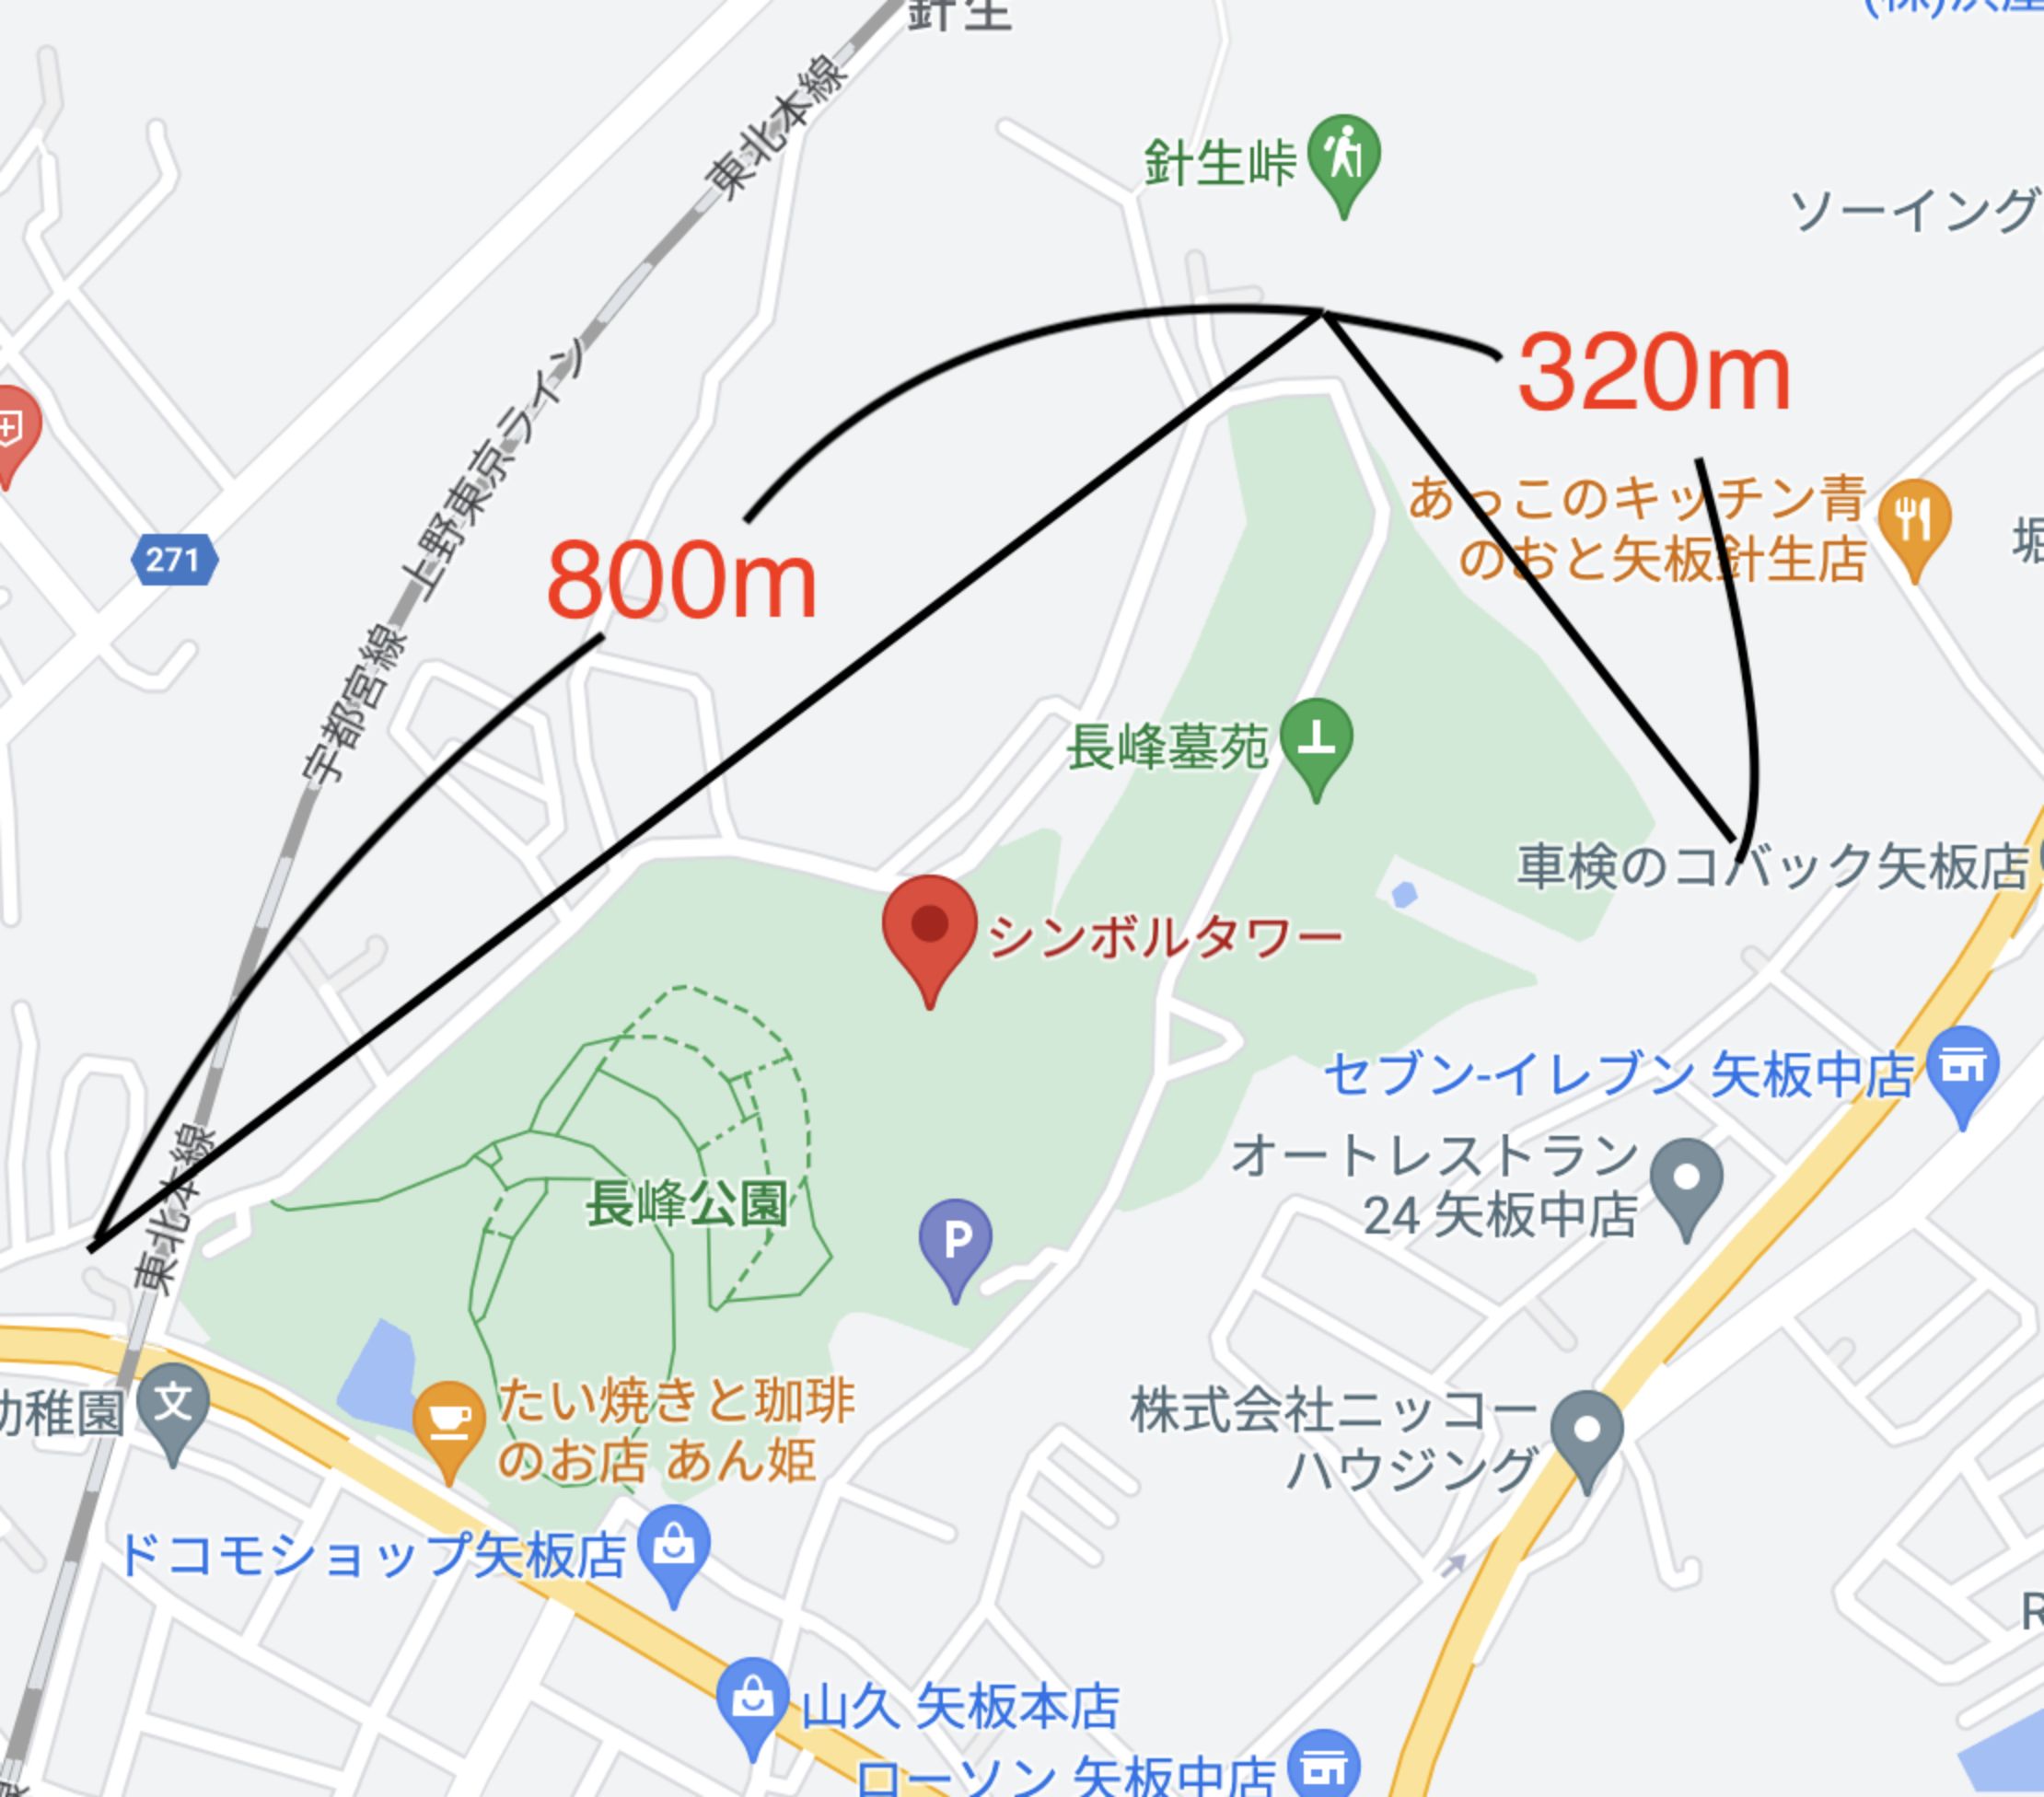 針生
東北本線
針生峠
ソーイング
320m
上野東京ライン
271
あっこのキッチン青
のおと矢板針生店
800m
宇都宮線
長峰墓苑
車検のコバック矢板店
シンボルタワー
セブン-イレブン 矢板中店
オートレストラン
24 矢板中店
東北本線
長峰公園
P
株式会社ニッコー
ハウジング
文
幼稚園
たい焼きと珈琲
のお店 あん姫
ドコモショップ矢板店
山久 矢板本店
ローソン 矢板中店